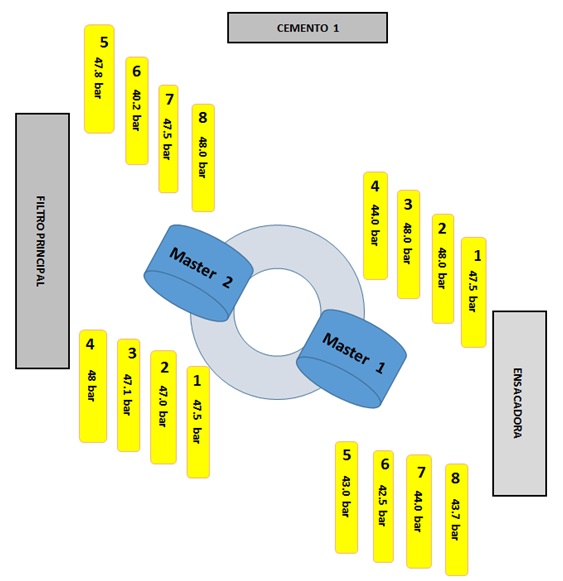 CEMENTO 1
5
47.8 bar
6
40.2 bar
7
47.5 bar
8
48.0 bar
FILTRO PRINCIPAL
4
44.0 bar
3
48.0 bar
2
48.0 bar
1
47.5 bar
Master 2
Master 1
4
48 bar
3
47.1 bar
2
47.0 bar
1
47.5 bar
ENSACADORA
5
43.0 bar
6
42.5 bar
7
44.0 bar
8
43.7 bar